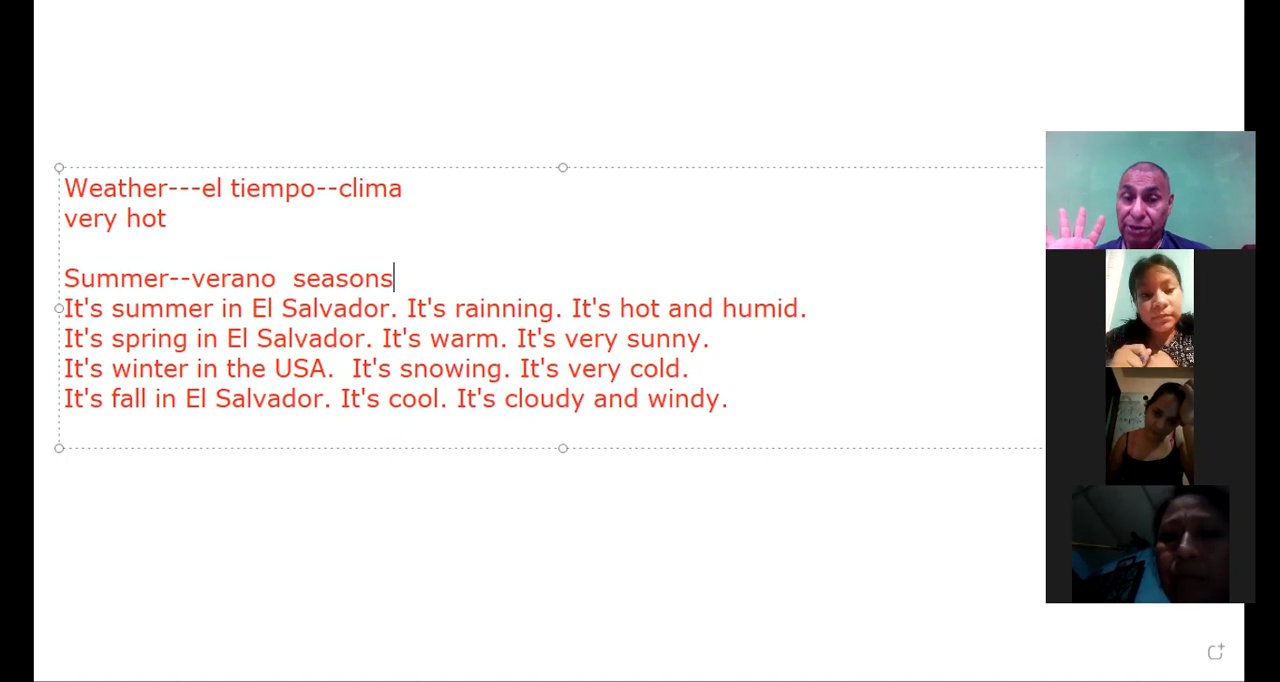 Weather---el tiempo--clima
very hot
Summer--verano  seasons
It's summer in El Salvador. It's rainning. It's hot and humid.
It's spring in El Salvador. It's warm. It's very sunny.
It's winter in the USA.  It's snowing. It's very cold.
It's fall in El Salvador. It's cool. It's cloudy and windy.